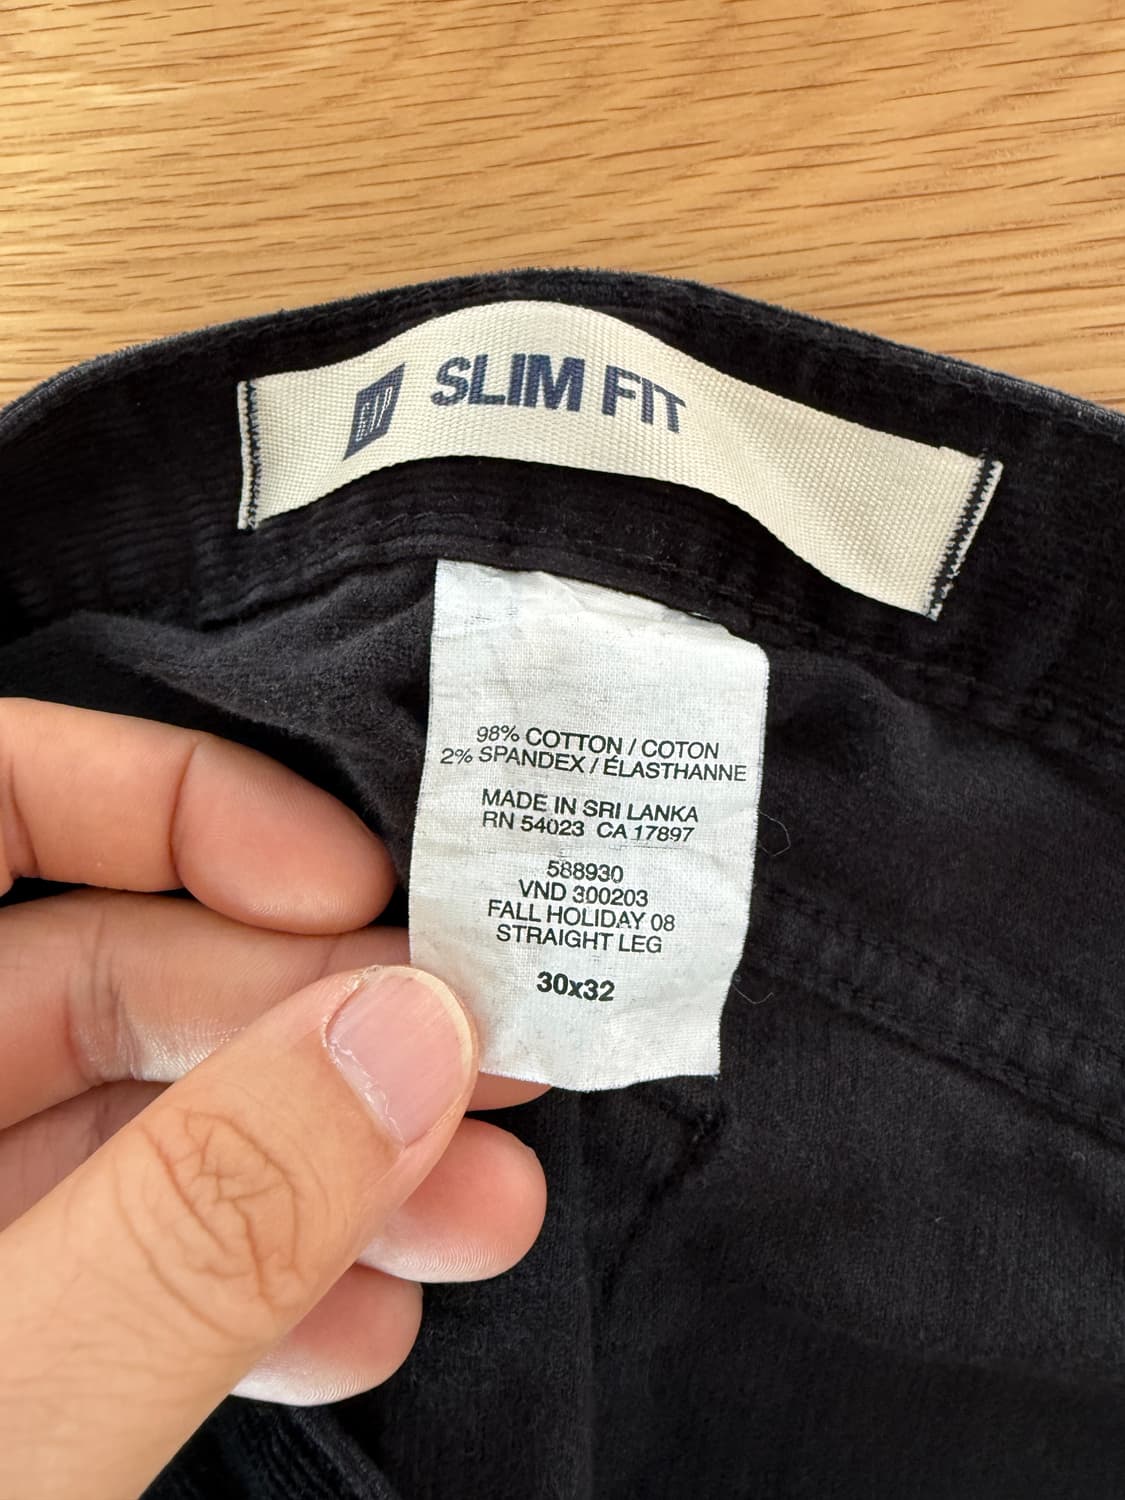 GAP SLIM FIT
98% COTTON / COTON
2% SPANDEX / ÉLASTHANNE
MADE IN SRI LANKA
RN 54023 CA 17897
588930
VND 300203
FALL HOLIDAY 08
STRAIGHT LEG
30x32